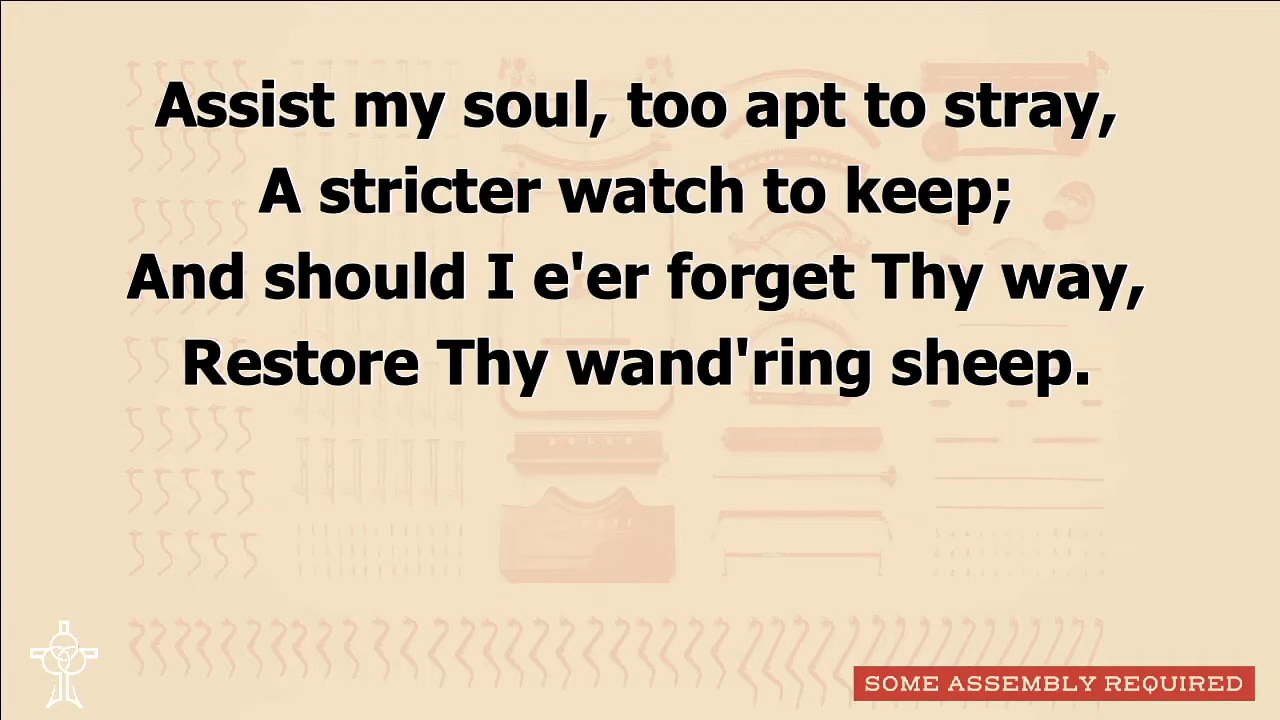 Assist my soul, too apt to stray,
A stricter watch to keep;
And should I e'er forget Thy way,
Restore Thy wand'ring sheep.
SOME ASSEMBLY REQUIRED